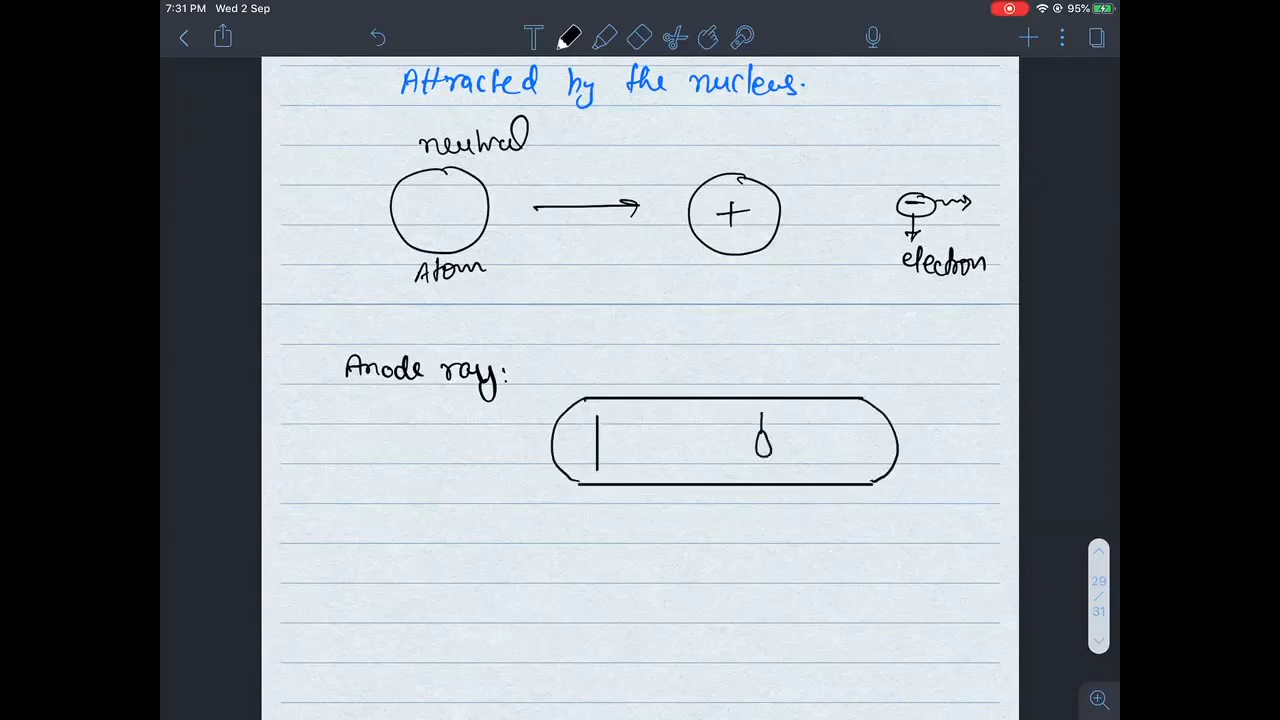 7:31 PM Wed 2 Sep 95%
Attracted by the nucleus.
neutral
+
-
Atom
electron
Anode ray:
29
/
31